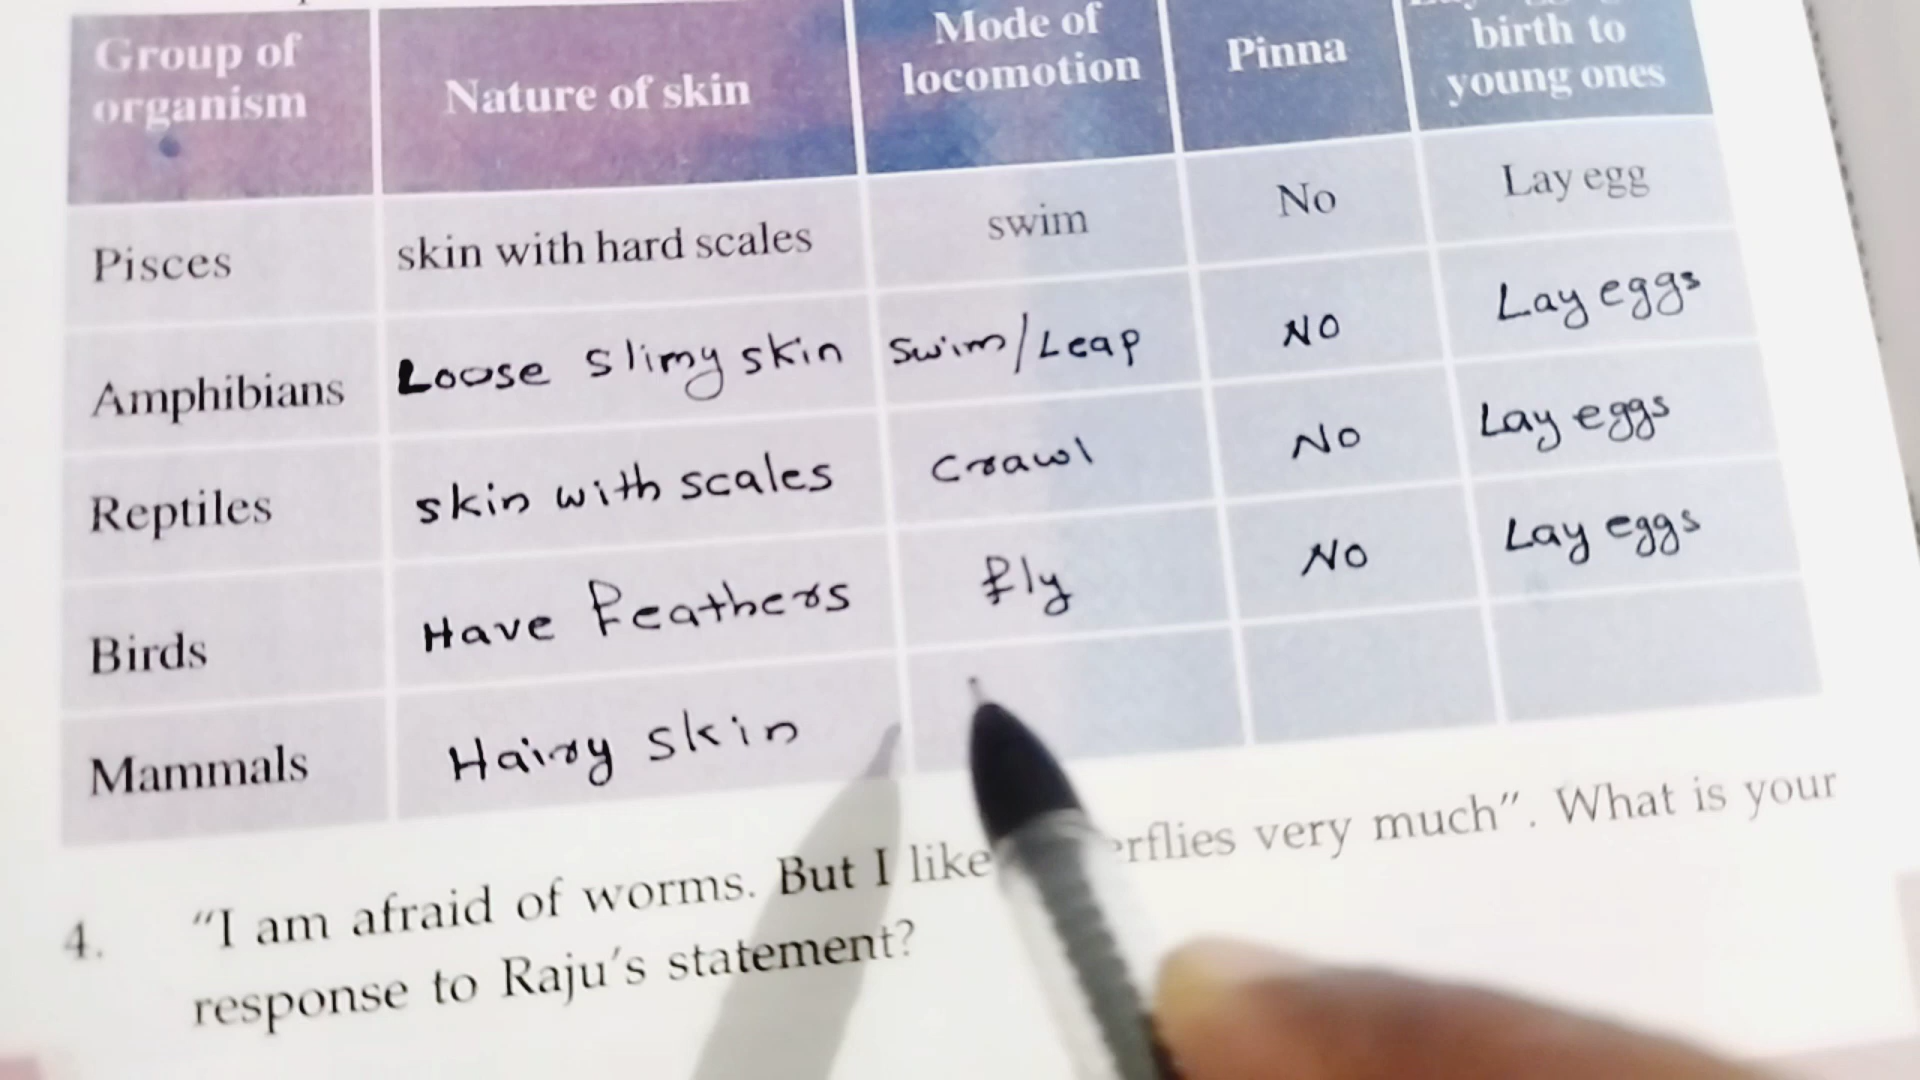 Group of organism | Nature of skin | Mode of locomotion | Pinna | birth to young ones
Pisces | skin with hard scales | swim | No | Lay egg
Amphibians | Loose slimy skin | Swim/Leap | NO | Lay eggs
Reptiles | skin with scales | Crawl | No | Lay eggs
Birds | Have Feathers | fly | NO | Lay eggs
Mammals | Hairy skin
4. "I am afraid of worms. But I like very much". What is your
response to Raju's statement?